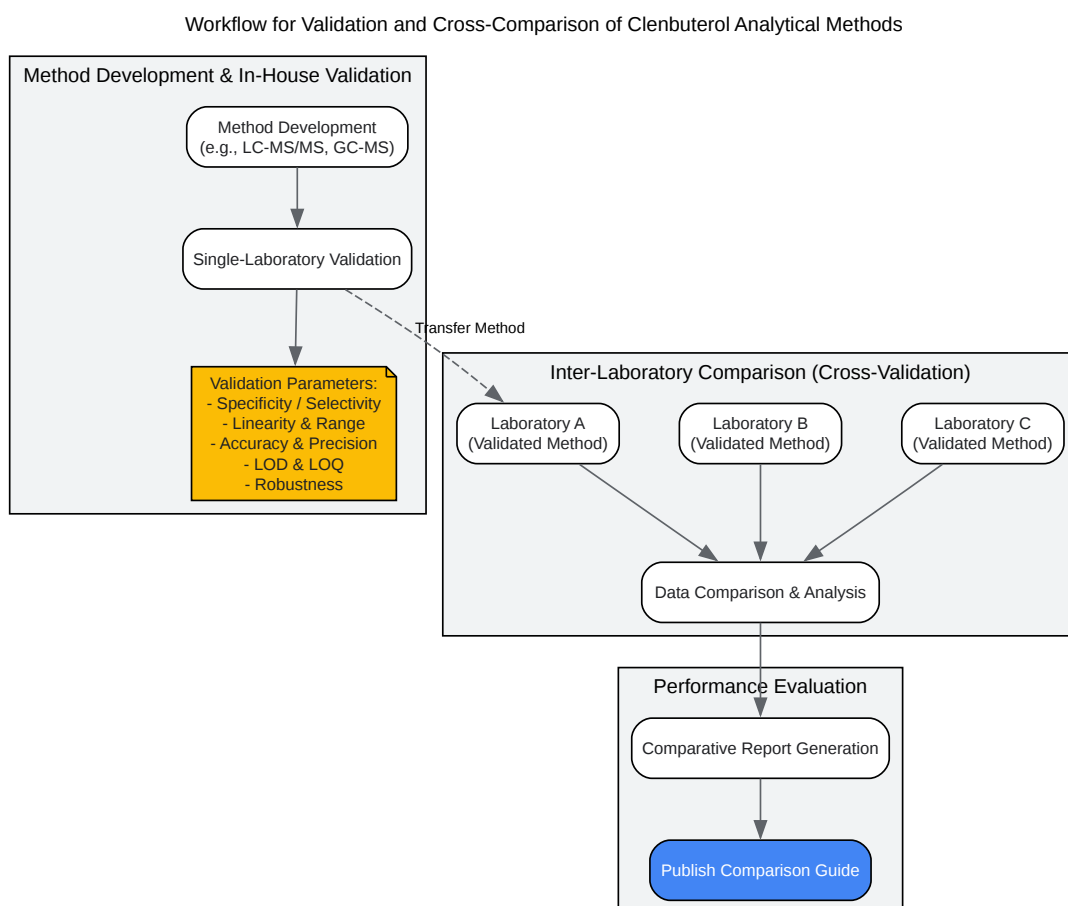 Workflow for Validation and Cross-Comparison of Clenbuterol Analytical Methods
Method Development & In-House Validation
Method Development
(e.g., LC-MS/MS, GC-MS)
Single-Laboratory Validation
Validation Parameters:
- Specificity / Selectivity
- Linearity & Range
- Accuracy & Precision
- LOD & LOQ
- Robustness
Transfer Method
Inter-Laboratory Comparison (Cross-Validation)
Laboratory A
(Validated Method)
Laboratory B
(Validated Method)
Laboratory C
(Validated Method)
Data Comparison & Analysis
Performance Evaluation
Comparative Report Generation
Publish Comparison Guide